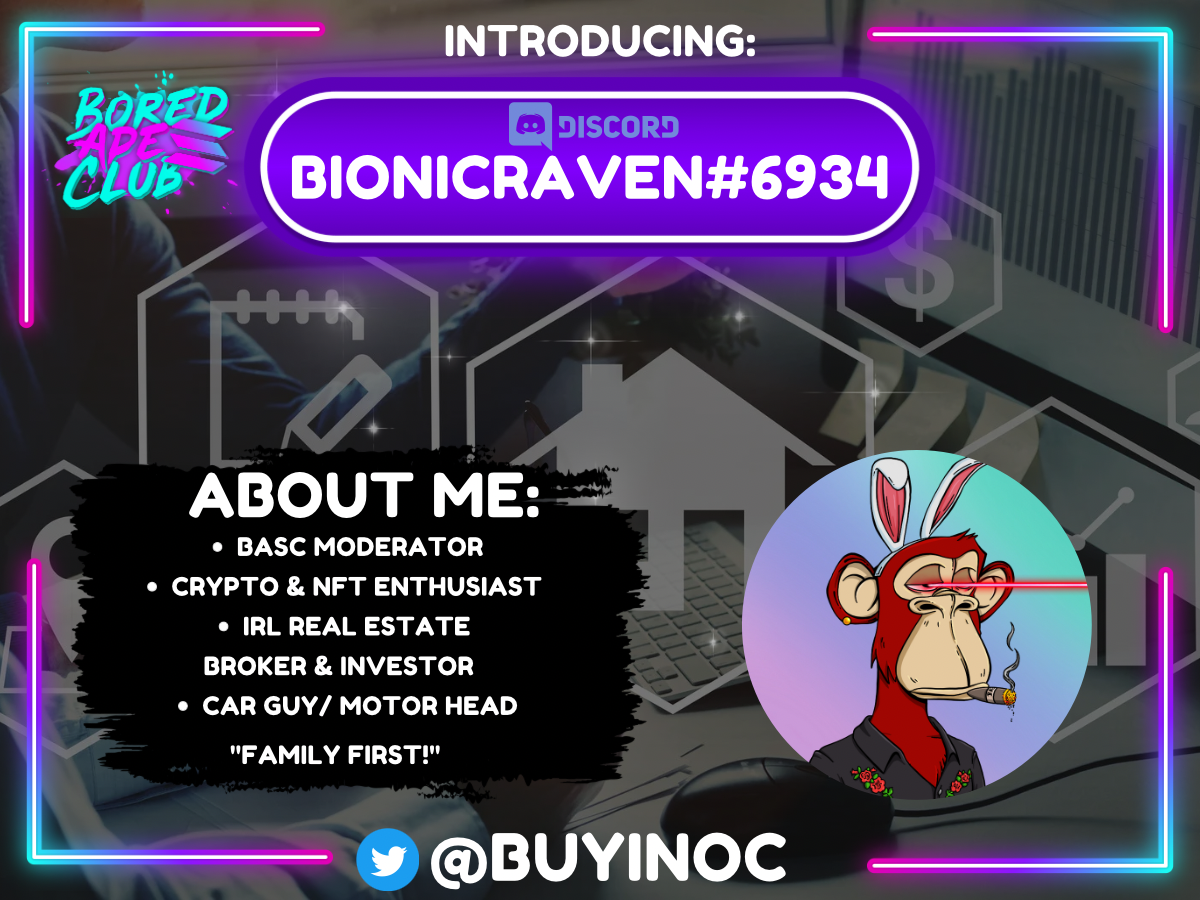 INTRODUCING:
BORED
APE
CLUB
DISCORD
BIONICRAVEN#6934
ABOUT ME:
• BASC MODERATOR
• CRYPTO & NFT ENTHUSIAST
• IRL REAL ESTATE
BROKER & INVESTOR
• CAR GUY/ MOTOR HEAD
"FAMILY FIRST!"
@BUYINOC